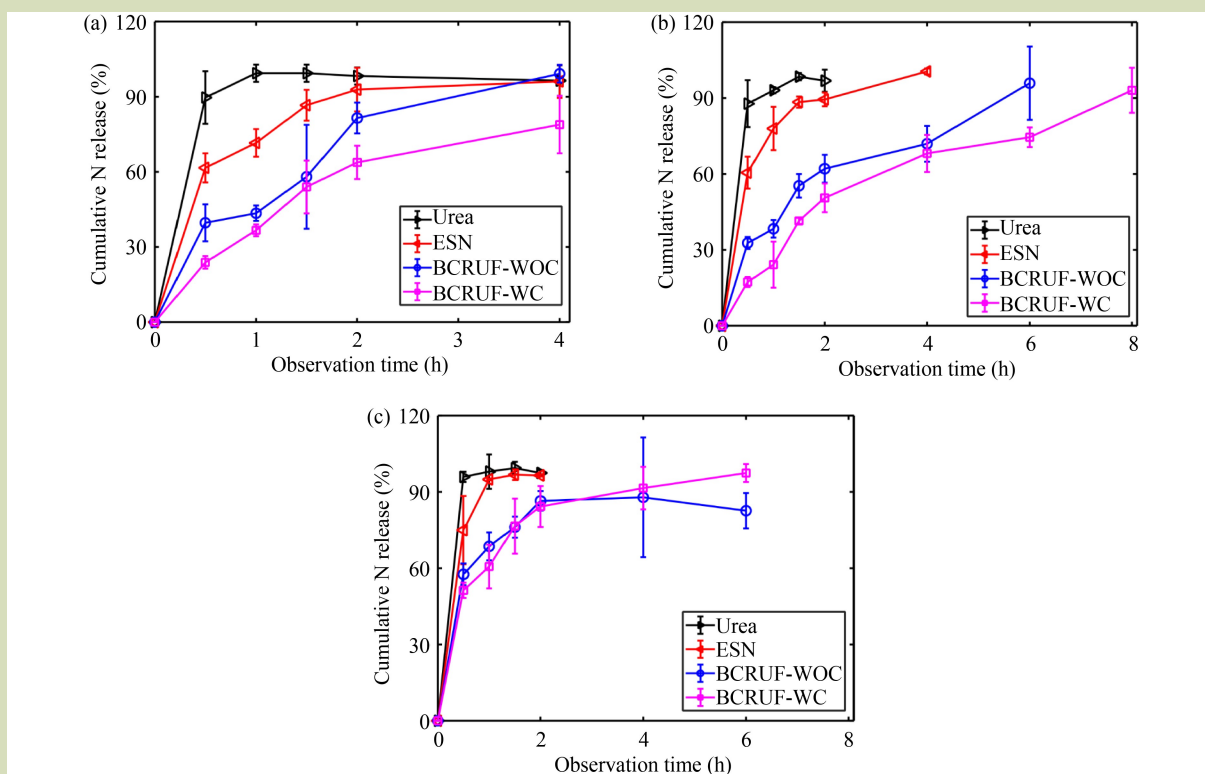 (a)
120
90
60
30
0
Cumulative N release (%)
Urea
ESN
BCRUF-WOC
BCRUF-WC
0 1 2 3 4
Observation time (h)
(b)
120
90
60
30
0
Cumulative N release (%)
Urea
ESN
BCRUF-WOC
BCRUF-WC
0 2 4 6 8
Observation time (h)
(c)
120
90
60
30
0
Cumulative N release (%)
Urea
ESN
BCRUF-WOC
BCRUF-WC
0 2 4 6 8
Observation time (h)